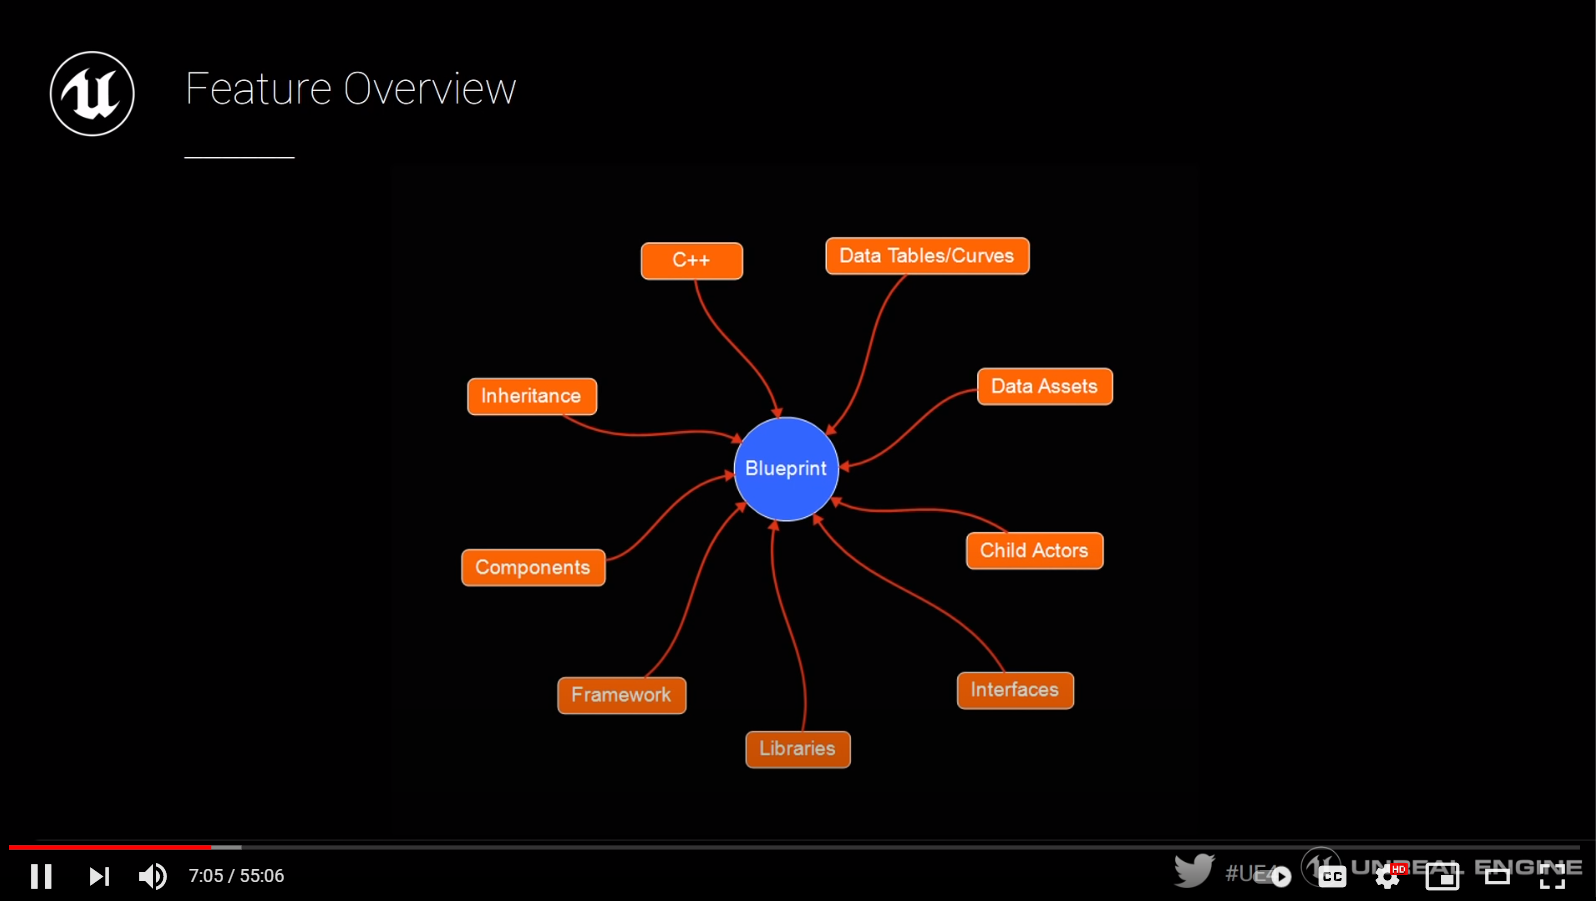 Feature Overview
C++
Data Tables/Curves
Inheritance
Data Assets
Blueprint
Components
Child Actors
Framework
Interfaces
Libraries
7:05 / 55:06
#UE4
CC
HD
UNREAL ENGINE